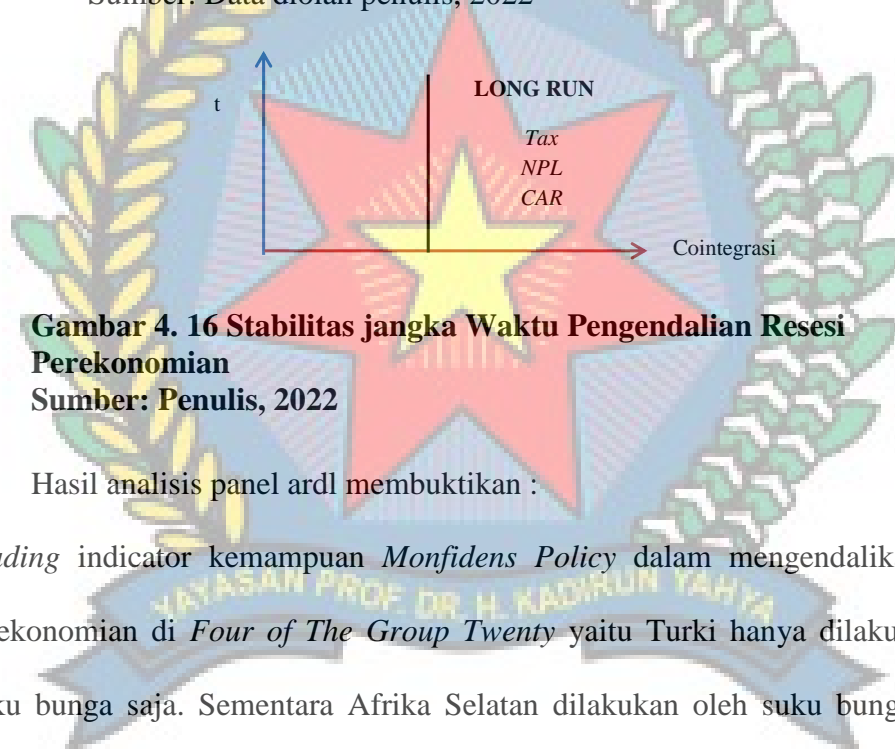 Sumber: Data diolah penulis, 2022
t
LONG RUN
Tax
NPL
CAR
Cointegrasi
Gambar 4. 16 Stabilitas jangka Waktu Pengendalian Resesi
Perekonomian
Sumber: Penulis, 2022
Hasil analisis panel ardl membuktikan :
indicator kemampuan Monfidens Policy dalam mengendalik
ekonomian di Four of The Group Twenty yaitu Turki hanya dilaku
ku bunga saja. Sementara Afrika Selatan dilakukan oleh suku bung
YAYASAN PROF. DR. H. KADIRUN YAHYA